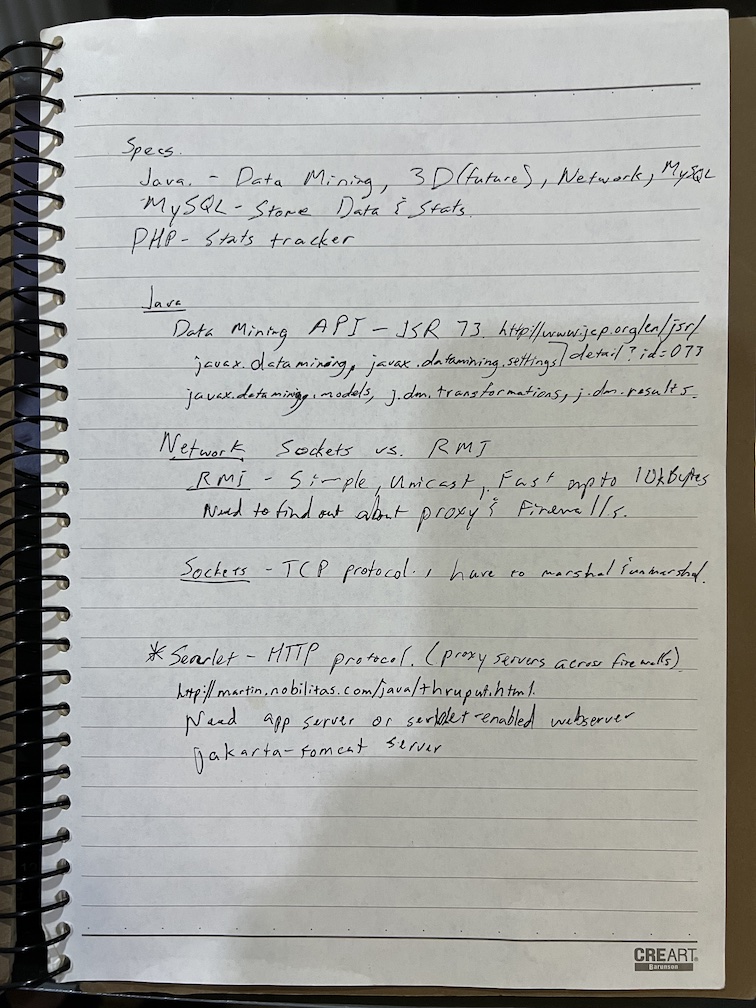 Specs.
Java. - Data Mining, 3D(future), Network, MySQL
MySQL - Store Data & Stats.
PHP - Stats tracker
Java
Data Mining API - JSR 73. http://www.jcp.org/en/jsr/
detail?id=073
javax.datamining, javax.datamining.settings
javax.datamining.models, j.dm.transformations, j.dm.results.
Network Sockets vs. RMI
RMI - Simple, Unicast, Fast up to 10kBytes
Need to find out about proxy & Firewalls.
Sockets - TCP protocol., have to marshal & unmarshal.
*Servlet - HTTP protocol. (proxy servers across firewalls)
http://martin.nobilitas.com/java/thruput.html.
Need app server or servlet-enabled webserver
jakarta-tomcat server
CREART
Barunson